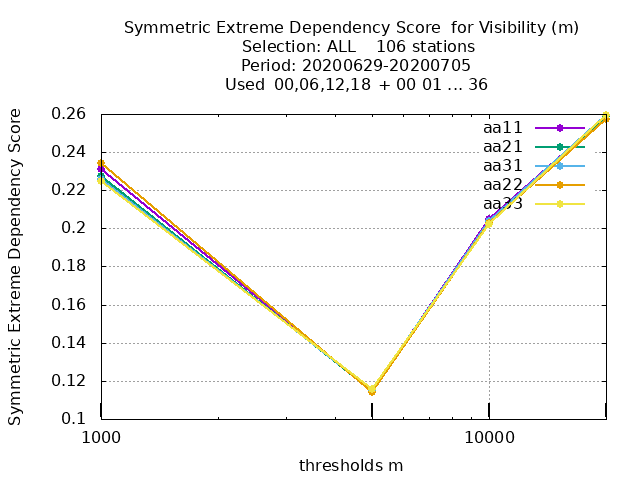 Symmetric Extreme Dependency Score for Visibility (m)
Selection: ALL 106 stations
Period: 20200629-20200705
Used 00,06,12,18 + 00 01 ... 36
Symmetric Extreme Dependency Score
0.26
0.24
0.22
0.2
0.18
0.16
0.14
0.12
0.1
aa11
aa21
aa31
aa22
aa33
1000
10000
thresholds m